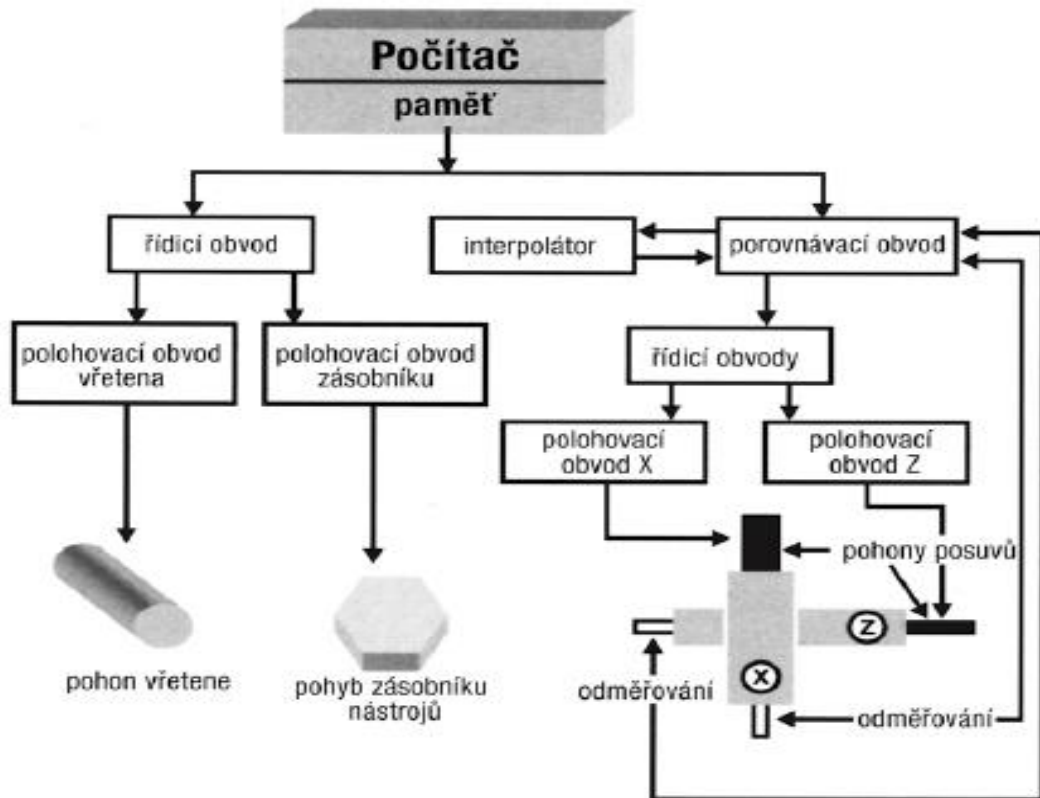 Počítač
paměť
řídicí obvod
interpolátor
porovnávací obvod
polohovací obvod
vřetena
polohovací obvod
zásobníku
řídicí obvody
polohovací
obvod X
polohovací
obvod Z
pohony posuvů
Z
X
odměřování
odměřování
pohon vřetene
pohyb zásobníku
nástrojů